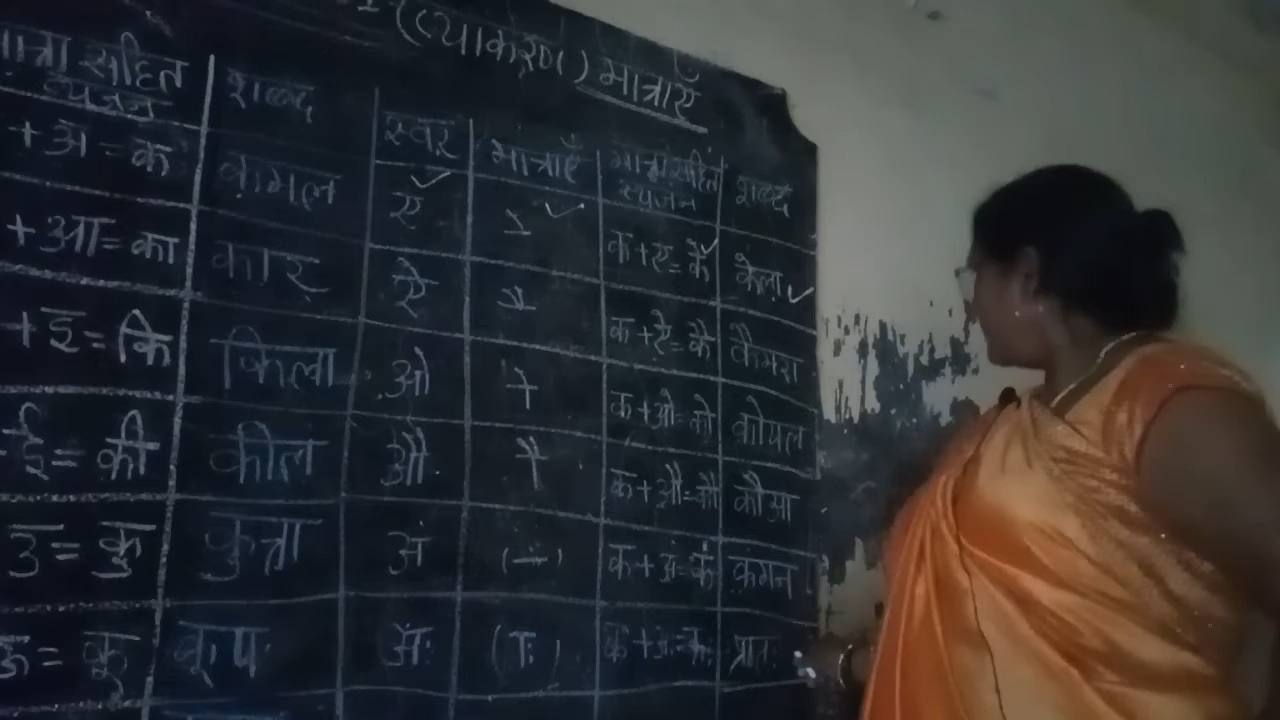 (व्याकरण) मात्राएँ
मात्रा सहित व्यंजन शब्द स्वर मात्राएँ मात्रा सहित व्यंजन शब्द
+अ=क कमल ए े क+ए=के केला
+आ=का कार ऐ ै क+ऐ=कै कैमरा
+इ=कि किला ओ ो क+ओ=को कोयल
ई=की कील औ ौ क+औ=कौ कौआ
उ=कु कुत्ता अं (ं) क+अं=कं कंगन
ऊ=कू कूप अः (ाः) प्रातः